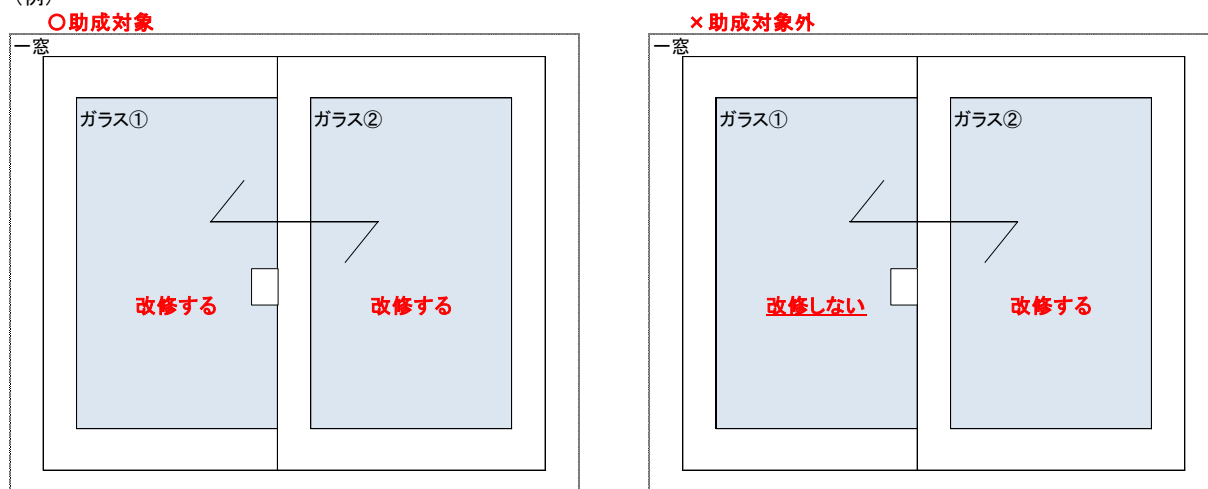 (例)
○助成対象
一窓
ガラス①
ガラス②
改修する
改修する
×助成対象外
一窓
ガラス①
ガラス②
改修しない
改修する